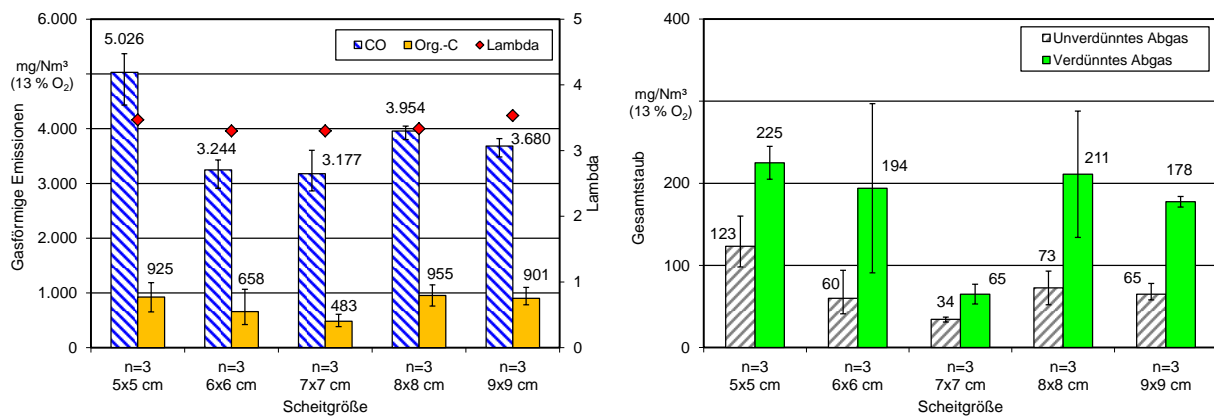 6.000
mg/Nm³
(13 % O₂)
4.000
3.000
2.000
1.000
0
Gasförmige Emissionen
CO
Org.-C
Lambda
5.026
925
3.244
658
3.177
483
3.954
955
3.680
901
5
4
3
2
1
0
Lambda
n=3 n=3 n=3 n=3 n=3
5x5 cm 6x6 cm 7x7 cm 8x8 cm 9x9 cm
Scheitgröße
400
mg/Nm³
(13 % O₂)
200
100
0
Gesamtstaub
Unverdünntes Abgas
Verdünntes Abgas
123
225
60
194
34
65
73
211
65
178
n=3 n=3 n=3 n=3 n=3
5x5 cm 6x6 cm 7x7 cm 8x8 cm 9x9 cm
Scheitgröße